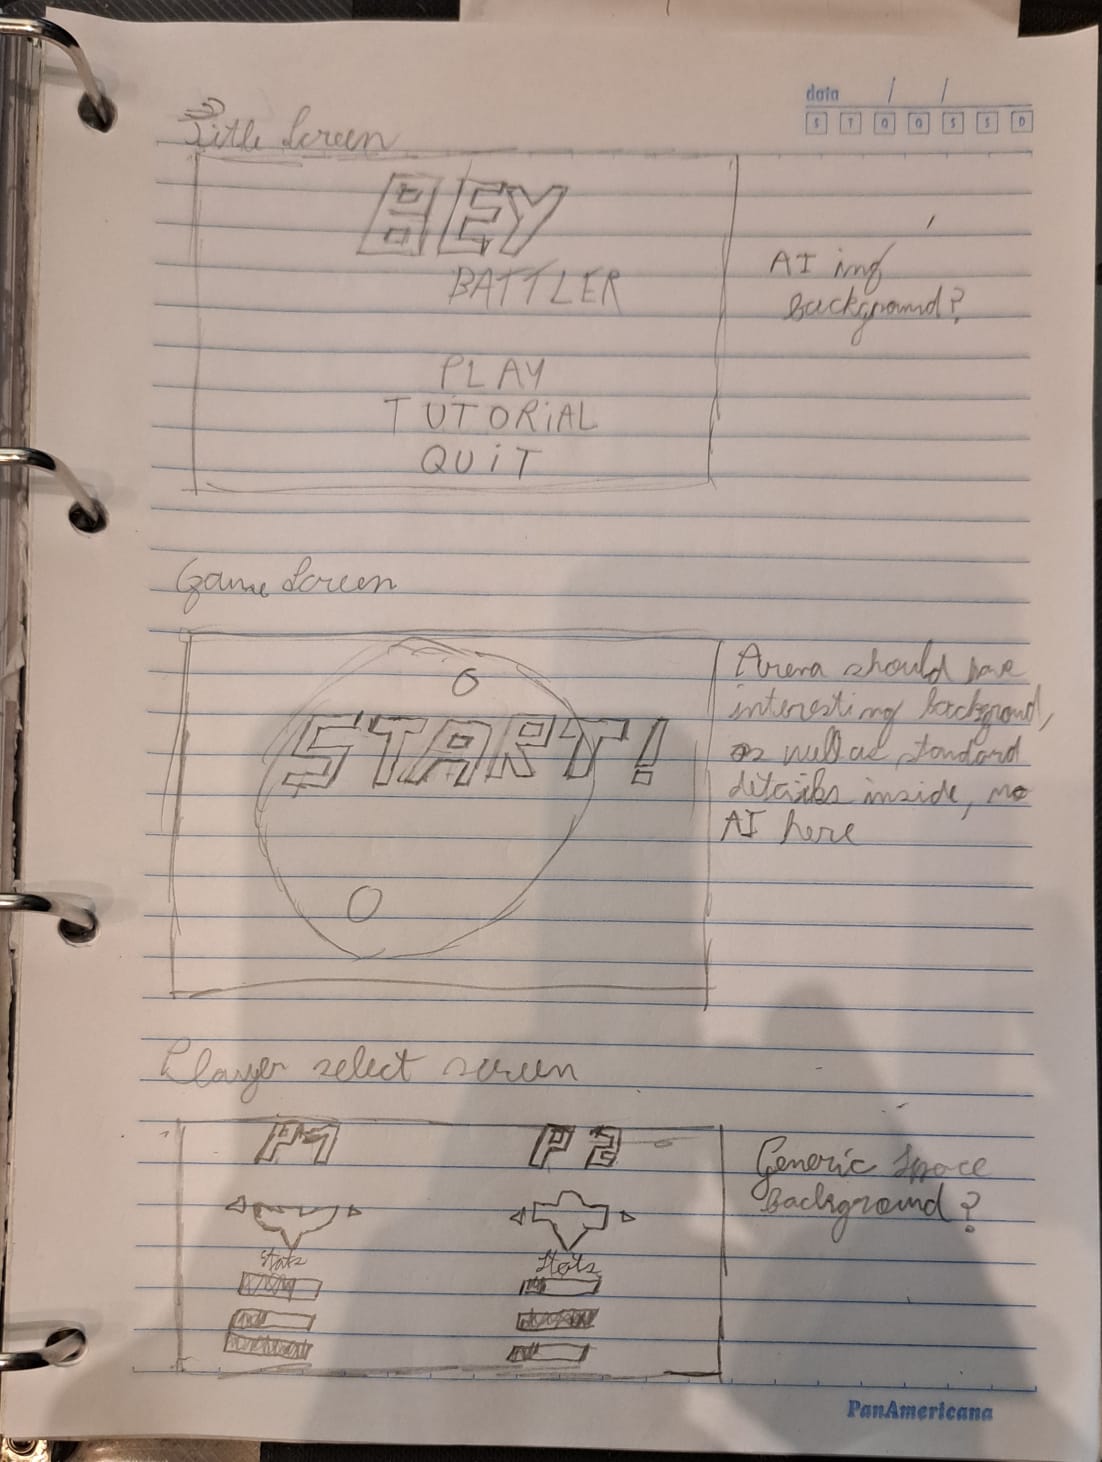 data / /
S T Q Q S S D
Title Screen
BEY
BATTLER
PLAY
TUTORiAL
QUiT
AI img
background?
Game Screen
START!
Arena should have
interesting backgroud,
as well as standard
details inside, no
AI here
Player select screen
P1 P2
Stats Stats
Generic Space
Background?
PanAmericana